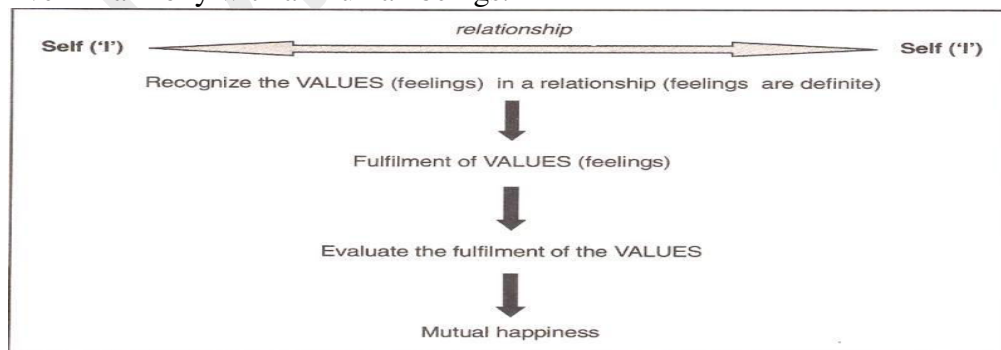 relationship
Self ('I') Self ('I')
Recognize the VALUES (feelings) in a relationship (feelings are definite)
Fulfilment of VALUES (feelings)
Evaluate the fulfilment of the VALUES
Mutual happiness